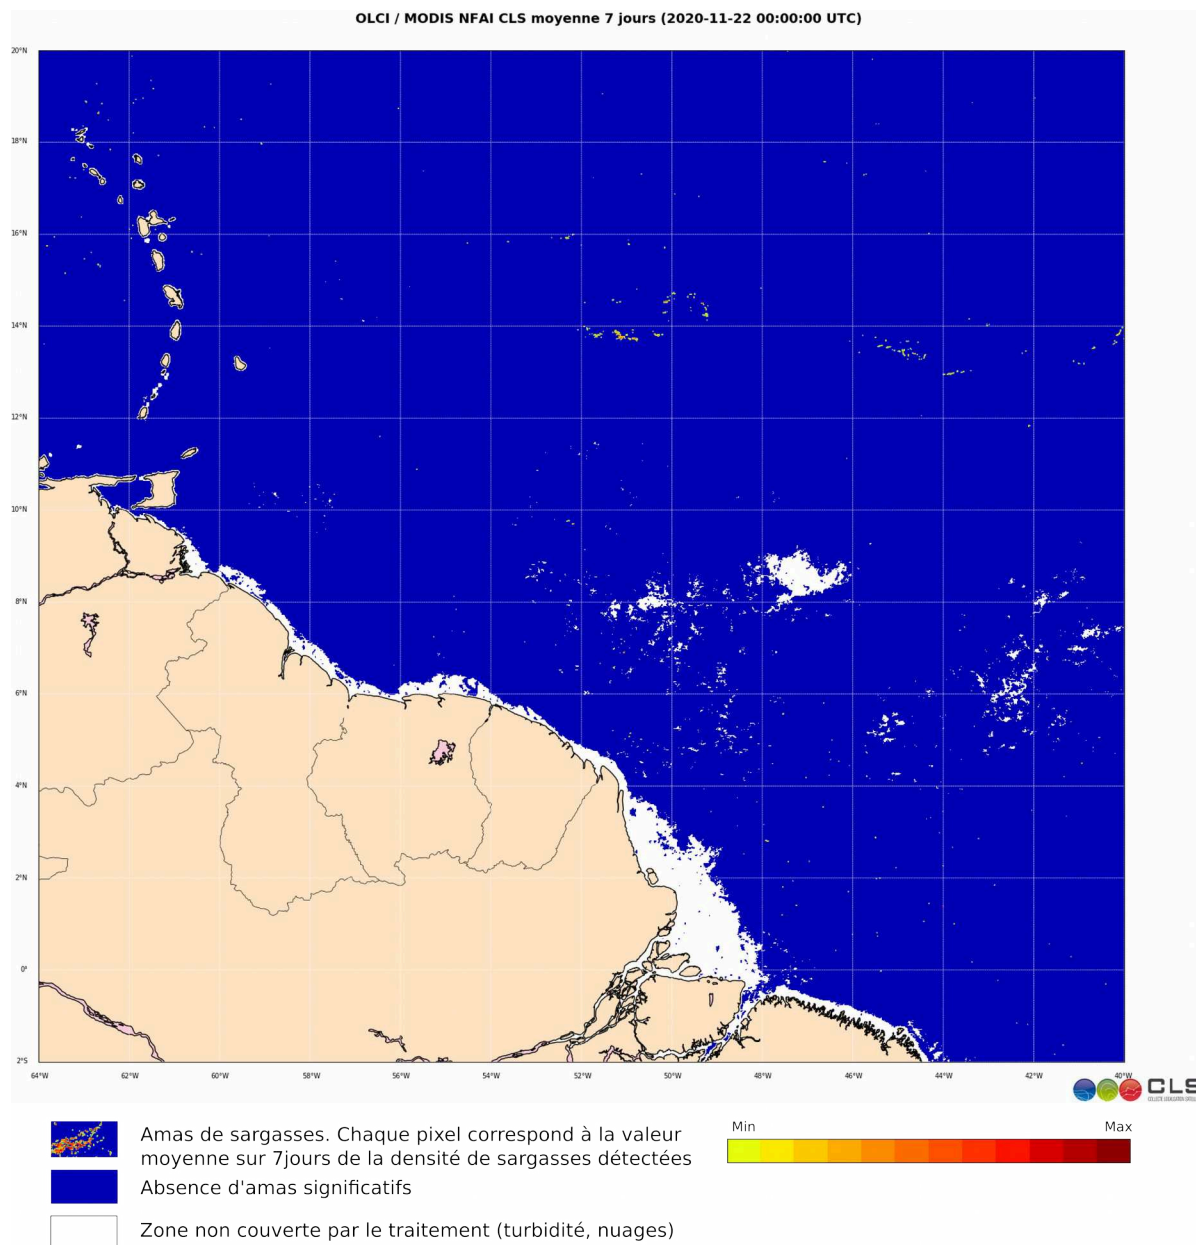 OLCI / MODIS NFAI CLS moyenne 7 jours (2020-11-22 00:00:00 UTC)
20°N
18°N
16°N
14°N
12°N
10°N
8°N
6°N
4°N
2°N
0°
2°S
64°W 62°W 60°W 58°W 56°W 54°W 52°W 50°W 48°W 46°W 44°W 42°W 40°W
CLS
Amas de sargasses. Chaque pixel correspond à la valeur
moyenne sur 7jours de la densité de sargasses détectées
Min Max
Absence d'amas significatifs
Zone non couverte par le traitement (turbidité, nuages)